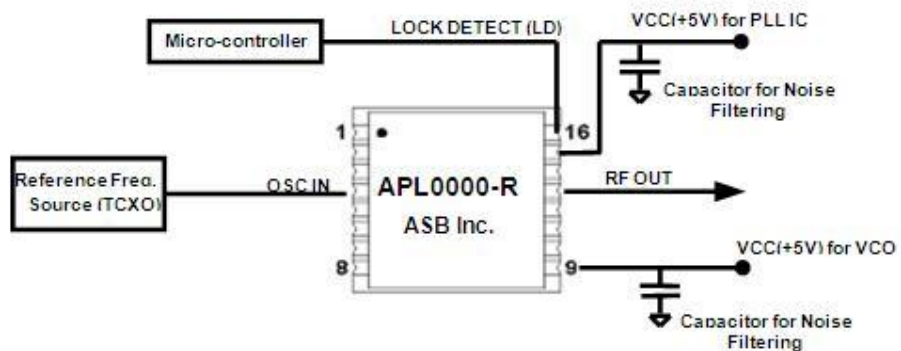 VCC(+5V) for PLL IC
LOCK DETECT (LD)
Micro-controller
Capacitor for Noise
Filtering
1
16
Reference Freq.
Source (TCXO)
OSC IN
APL0000-R
ASB Inc.
RF OUT
8
9
VCC(+5V) for VCO
Capacitor for Noise
Filtering